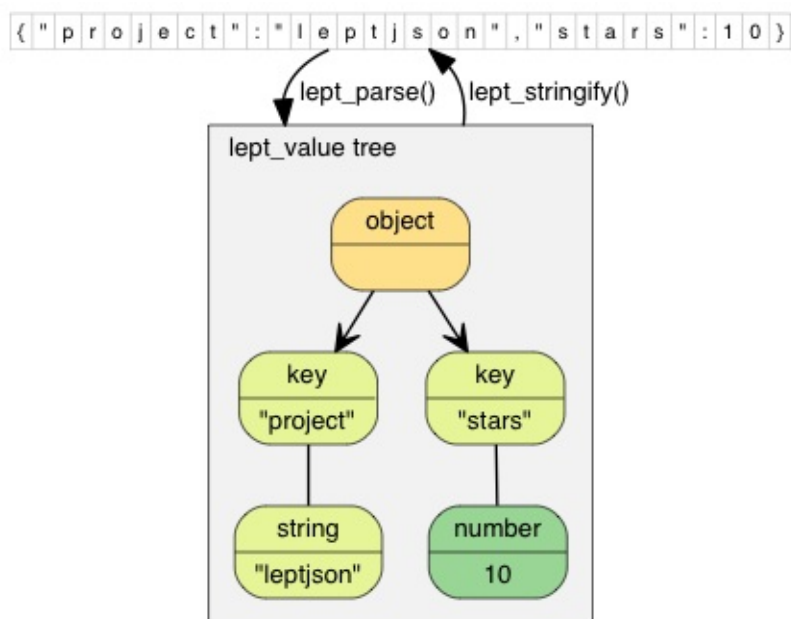 {"project":"leptjson","stars":10}
lept_parse() lept_stringify()
lept_value tree
object
key key
"project" "stars"
string number
"leptjson" 10